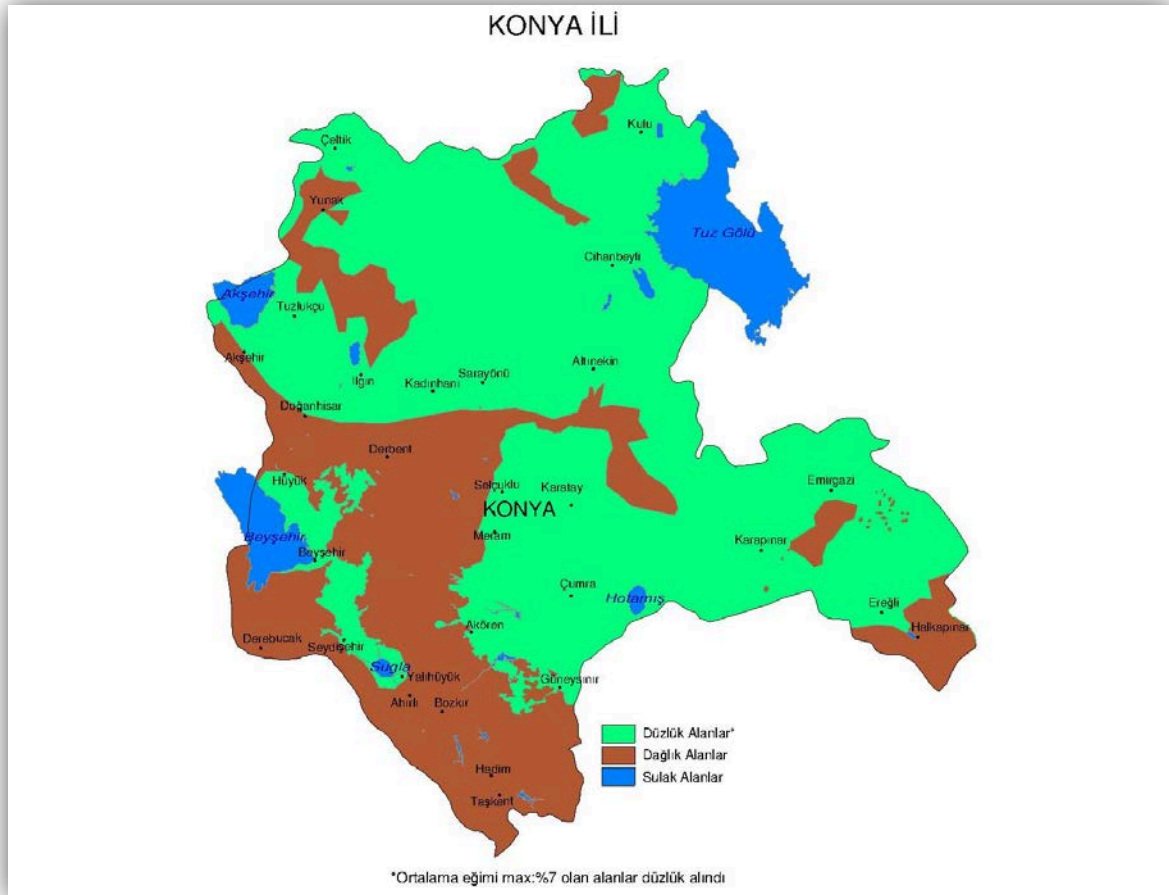 KONYA İLİ
Kulu
Çeltik
Yunak
Tuz Gölü
Cihanbeyli
Akşehir
Tuzlukçu
Akşehir
Altınekin
Ilgın
Sarayönü
Kadınhanı
Doğanhisar
Derbent
Hüyük
Selçuklu
Karatay
Emirgazi
KONYA
Meram
Beyşehir
Karapınar
Beyşehir
Çumra
Hotamış
Ereğli
Akören
Halkapınar
Derebucak
Seydişehir
Sugla
Yalıhüyük
Güneysınır
Ahırlı
Bozkır
Hadim
Taşkent
Düzlük Alanlar*
Dağlık Alanlar
Sulak Alanlar
*Ortalama eğimi max:%7 olan alanlar düzlük alındı